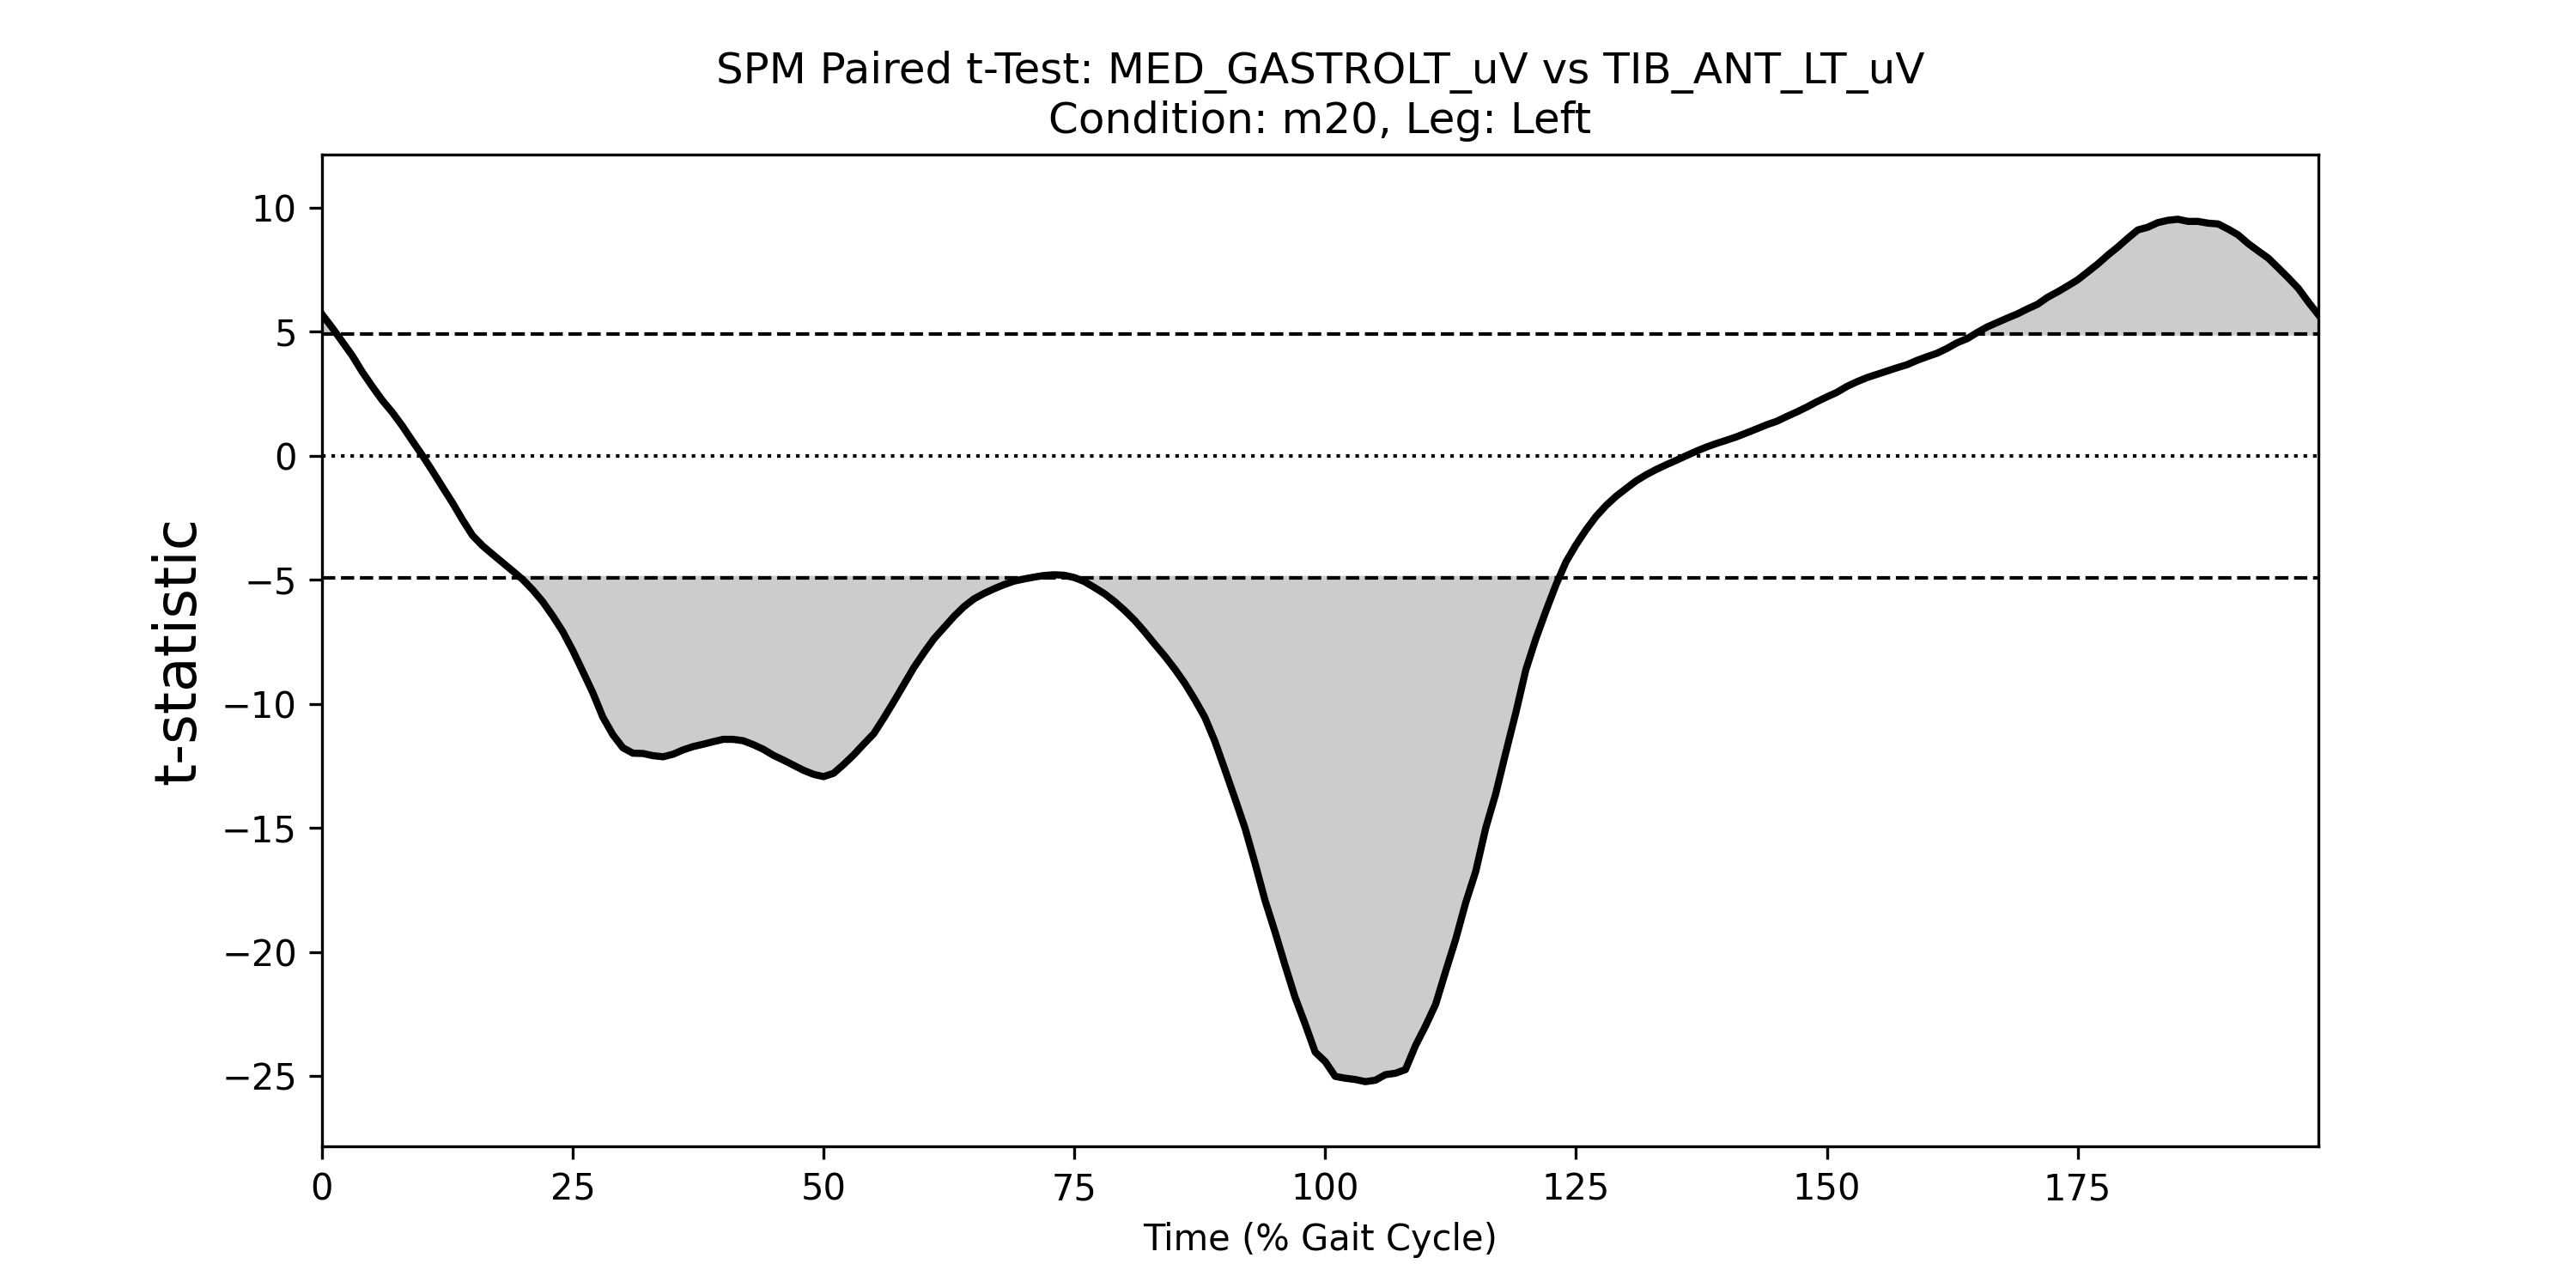 SPM Paired t-Test: MED_GASTROLT_uV vs TIB_ANT_LT_uV
Condition: m20, Leg: Left
t-statistic
10
5
0
−5
−10
−15
−20
−25
0 25 50 75 100 125 150 175
Time (% Gait Cycle)